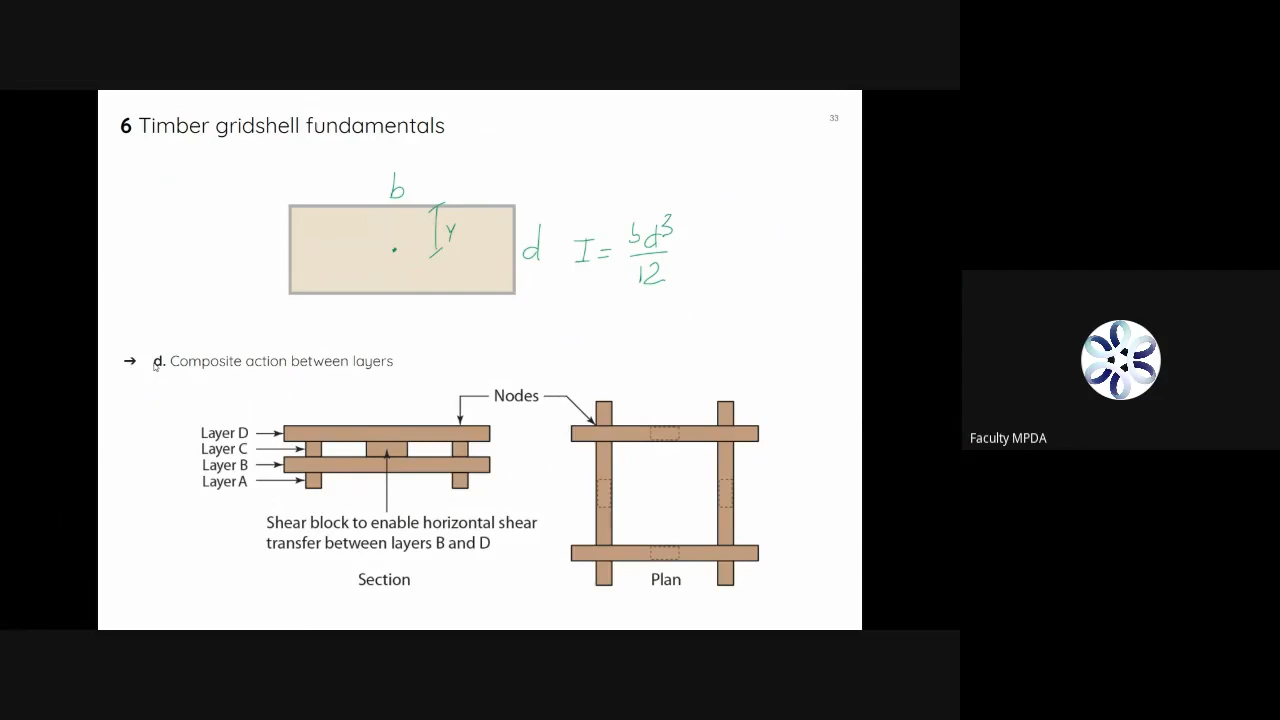 6 Timber gridshell fundamentals
33
b
y
d I = bd³/12
→ d. Composite action between layers
Nodes
Layer D
Layer C
Layer B
Layer A
Shear block to enable horizontal shear
transfer between layers B and D
Section
Plan
Faculty MPDA